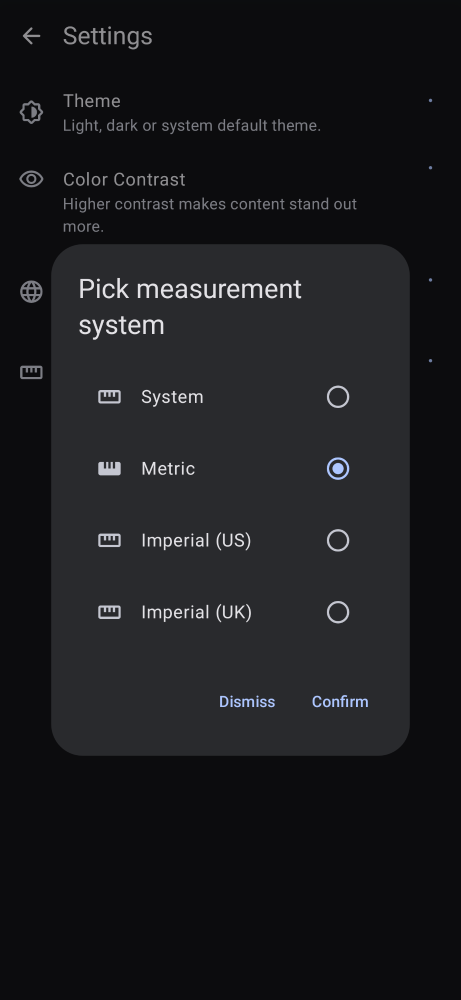 Settings
Theme
Light, dark or system default theme.
Color Contrast
Higher contrast makes content stand out
more.
Pick measurement
system
System
Metric
Imperial (US)
Imperial (UK)
Dismiss
Confirm